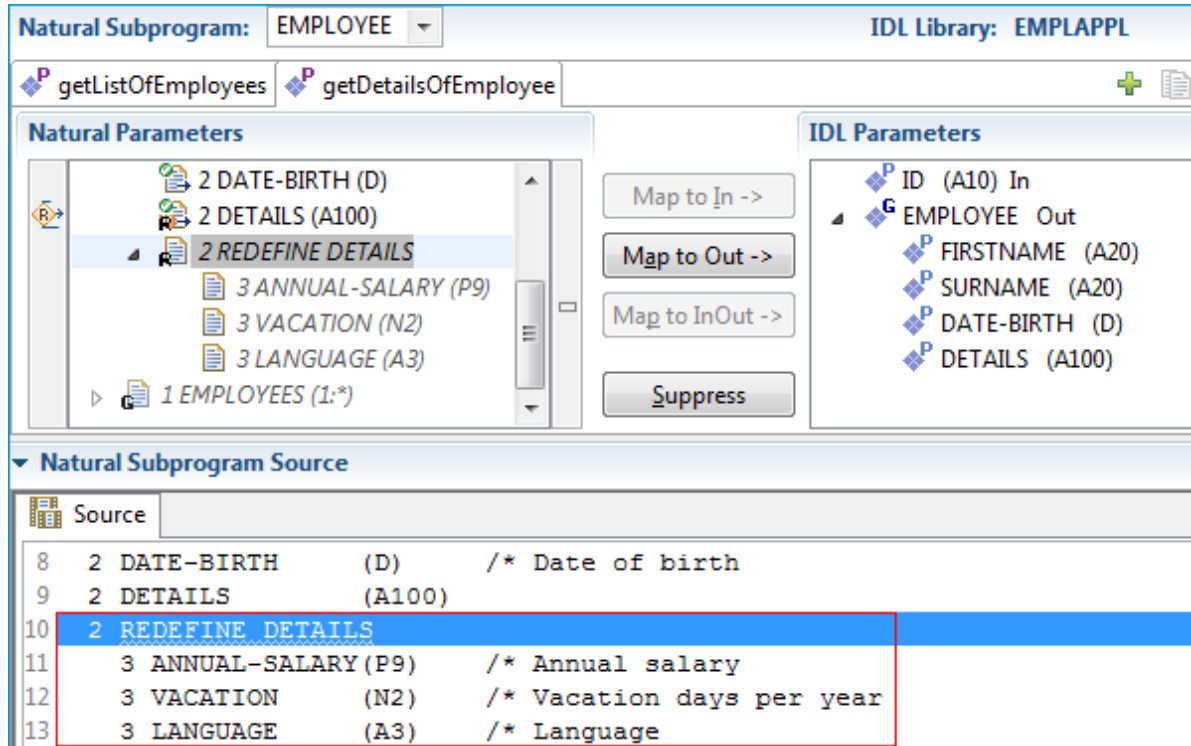 Natural Subprogram: EMPLOYEE IDL Library: EMPLAPPL
getListOfEmployees getDetailsOfEmployee
Natural Parameters
2 DATE-BIRTH (D)
2 DETAILS (A100)
2 REDEFINE DETAILS
3 ANNUAL-SALARY (P9)
3 VACATION (N2)
3 LANGUAGE (A3)
1 EMPLOYEES (1:*)
Map to In ->
Map to Out ->
Map to InOut ->
Suppress
IDL Parameters
ID (A10) In
EMPLOYEE Out
FIRSTNAME (A20)
SURNAME (A20)
DATE-BIRTH (D)
DETAILS (A100)
Natural Subprogram Source
Source
8 2 DATE-BIRTH (D) /* Date of birth
9 2 DETAILS (A100)
10 2 REDEFINE DETAILS
11 3 ANNUAL-SALARY(P9) /* Annual salary
12 3 VACATION (N2) /* Vacation days per year
13 3 LANGUAGE (A3) /* Language